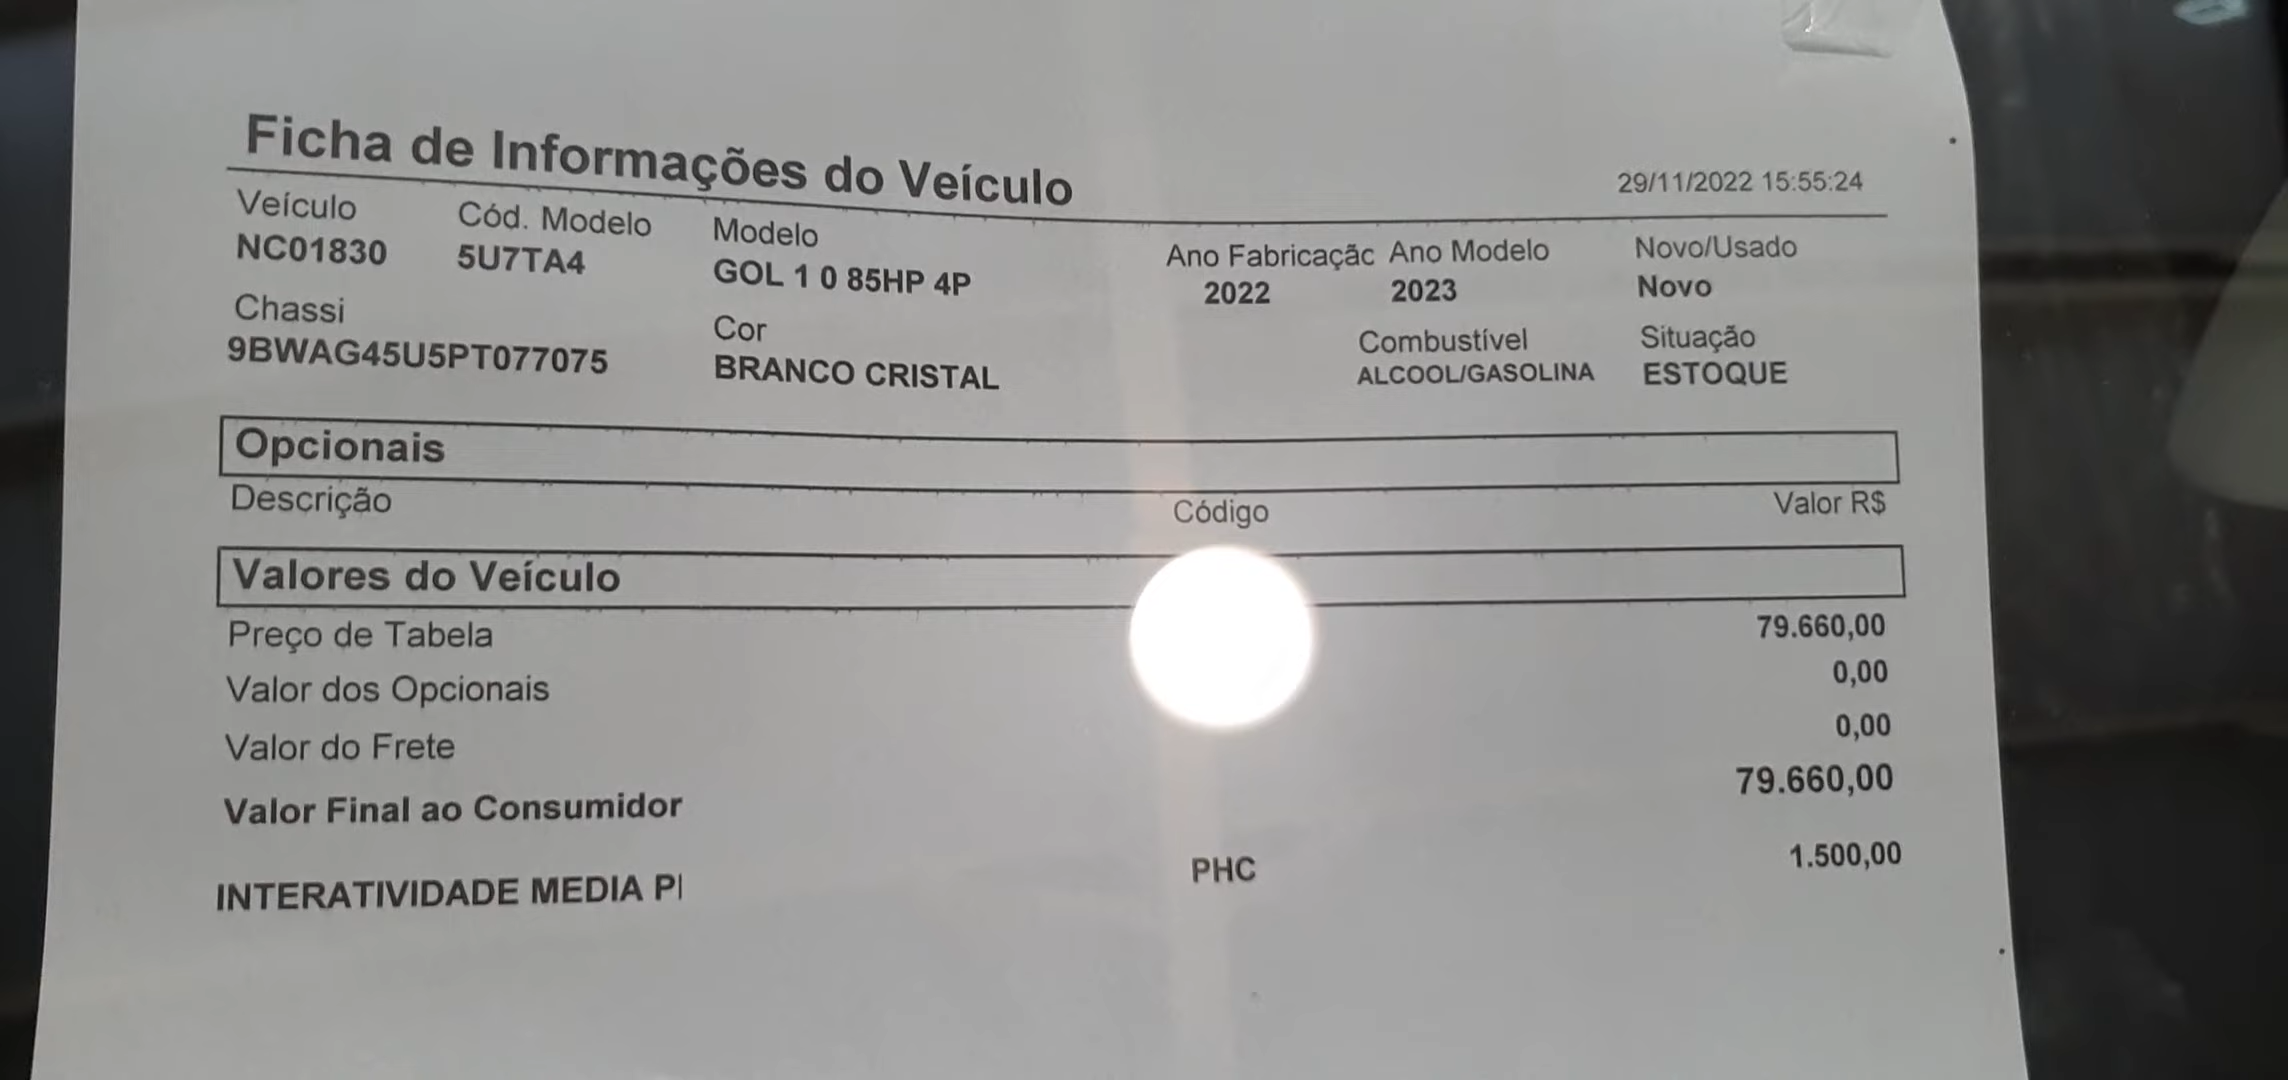 Ficha de Informações do Veículo
29/11/2022 15:55:24
Veículo Cód. Modelo Modelo Ano Fabricaçãc Ano Modelo Novo/Usado
NC01830 5U7TA4 GOL 1 0 85HP 4P 2022 2023 Novo
Chassi Cor Combustível Situação
9BWAG45U5PT077075 BRANCO CRISTAL ALCOOL/GASOLINA ESTOQUE
Opcionais
Descrição Código Valor R$
Valores do Veículo
Preço de Tabela 79.660,00
Valor dos Opcionais 0,00
Valor do Frete 0,00
Valor Final ao Consumidor 79.660,00
INTERATIVIDADE MEDIA P PHC 1.500,00